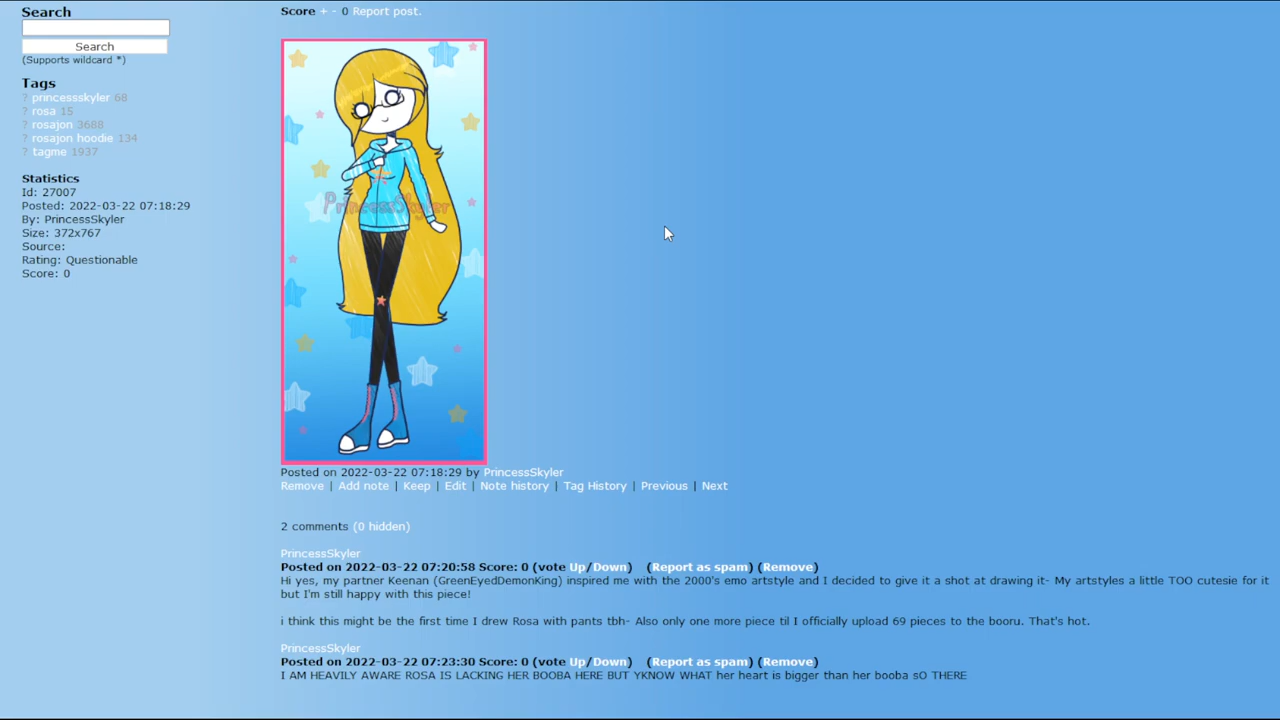 Search
Search
(Supports wildcard *)
Tags
? princessskyler 68
? rosa 15
? rosajon 3688
? rosajon hoodie 134
? tagme 1937
Statistics
Id: 27007
Posted: 2022-03-22 07:18:29
By: PrincessSkyler
Size: 372x767
Source:
Rating: Questionable
Score: 0
Score + - 0 Report post.
PrincessSkyler
Posted on 2022-03-22 07:18:29 by PrincessSkyler
Remove | Add note | Keep | Edit | Note history | Tag History | Previous | Next
2 comments (0 hidden)
PrincessSkyler
Posted on 2022-03-22 07:20:58 Score: 0 (vote Up/Down) (Report as spam) (Remove)
Hi yes, my partner Keenan (GreenEyedDemonKing) inspired me with the 2000's emo artstyle and I decided to give it a shot at drawing it- My artstyles a little TOO cutesie for it
but I'm still happy with this piece!
i think this might be the first time I drew Rosa with pants tbh- Also only one more piece til I officially upload 69 pieces to the booru. That's hot.
PrincessSkyler
Posted on 2022-03-22 07:23:30 Score: 0 (vote Up/Down) (Report as spam) (Remove)
I AM HEAVILY AWARE ROSA IS LACKING HER BOOBA HERE BUT YKNOW WHAT her heart is bigger than her booba sO THERE